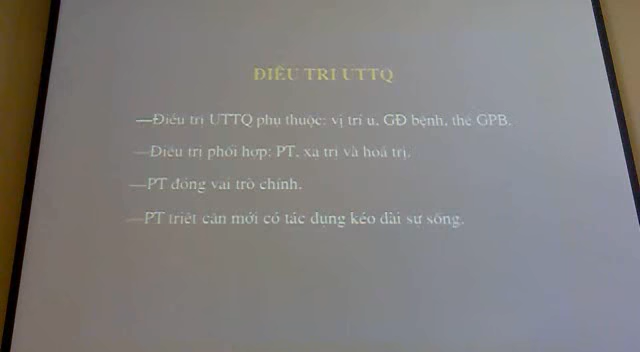 ĐIỀU TRỊ UTTQ
—Điều trị UTTQ phụ thuộc: vị trí u, GĐ bệnh, thể GPB.
—Điều trị phối hợp: PT, xạ trị và hoá trị.
—PT đóng vai trò chính.
—PT triệt căn mới có tác dụng kéo dài sự sống.